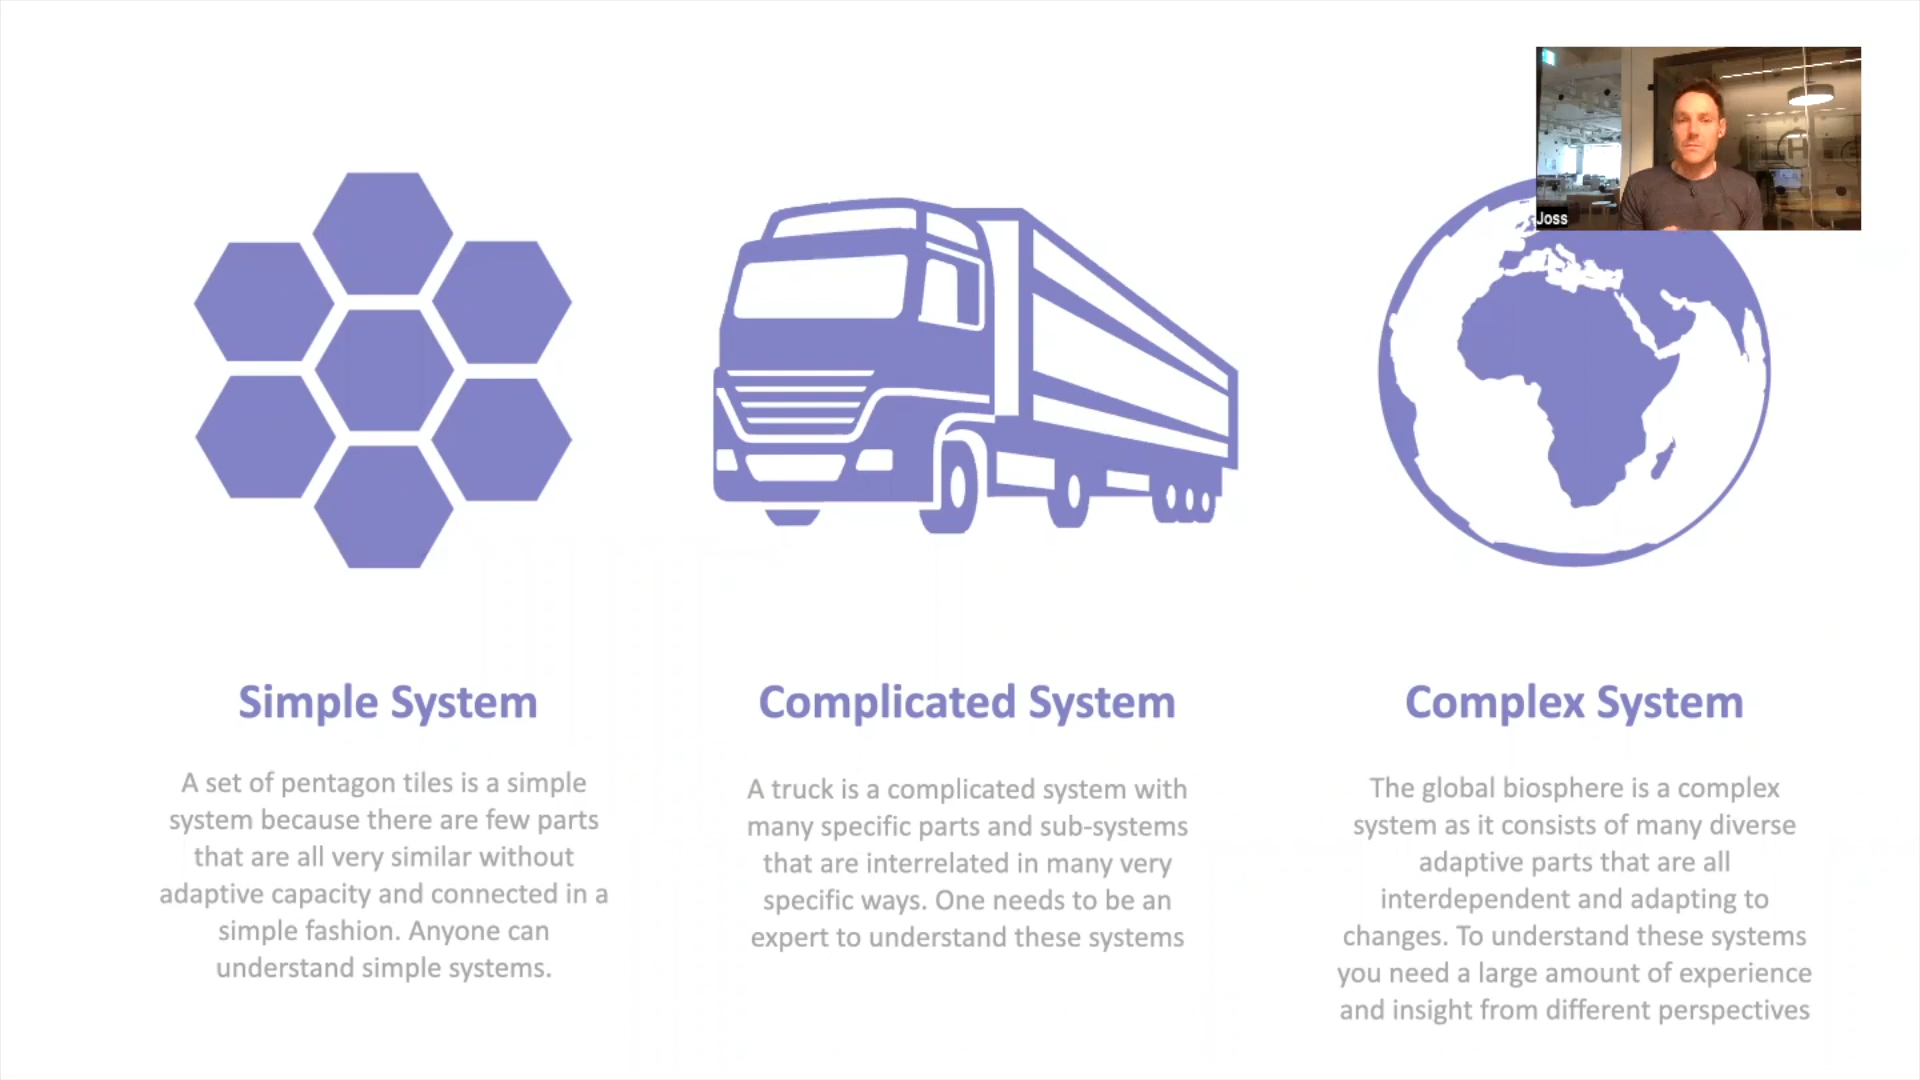 Joss
Simple System
A set of pentagon tiles is a simple
system because there are few parts
that are all very similar without
adaptive capacity and connected in a
simple fashion. Anyone can
understand simple systems.
Complicated System
A truck is a complicated system with
many specific parts and sub-systems
that are interrelated in many very
specific ways. One needs to be an
expert to understand these systems
Complex System
The global biosphere is a complex
system as it consists of many diverse
adaptive parts that are all
interdependent and adapting to
changes. To understand these systems
you need a large amount of experience
and insight from different perspectives